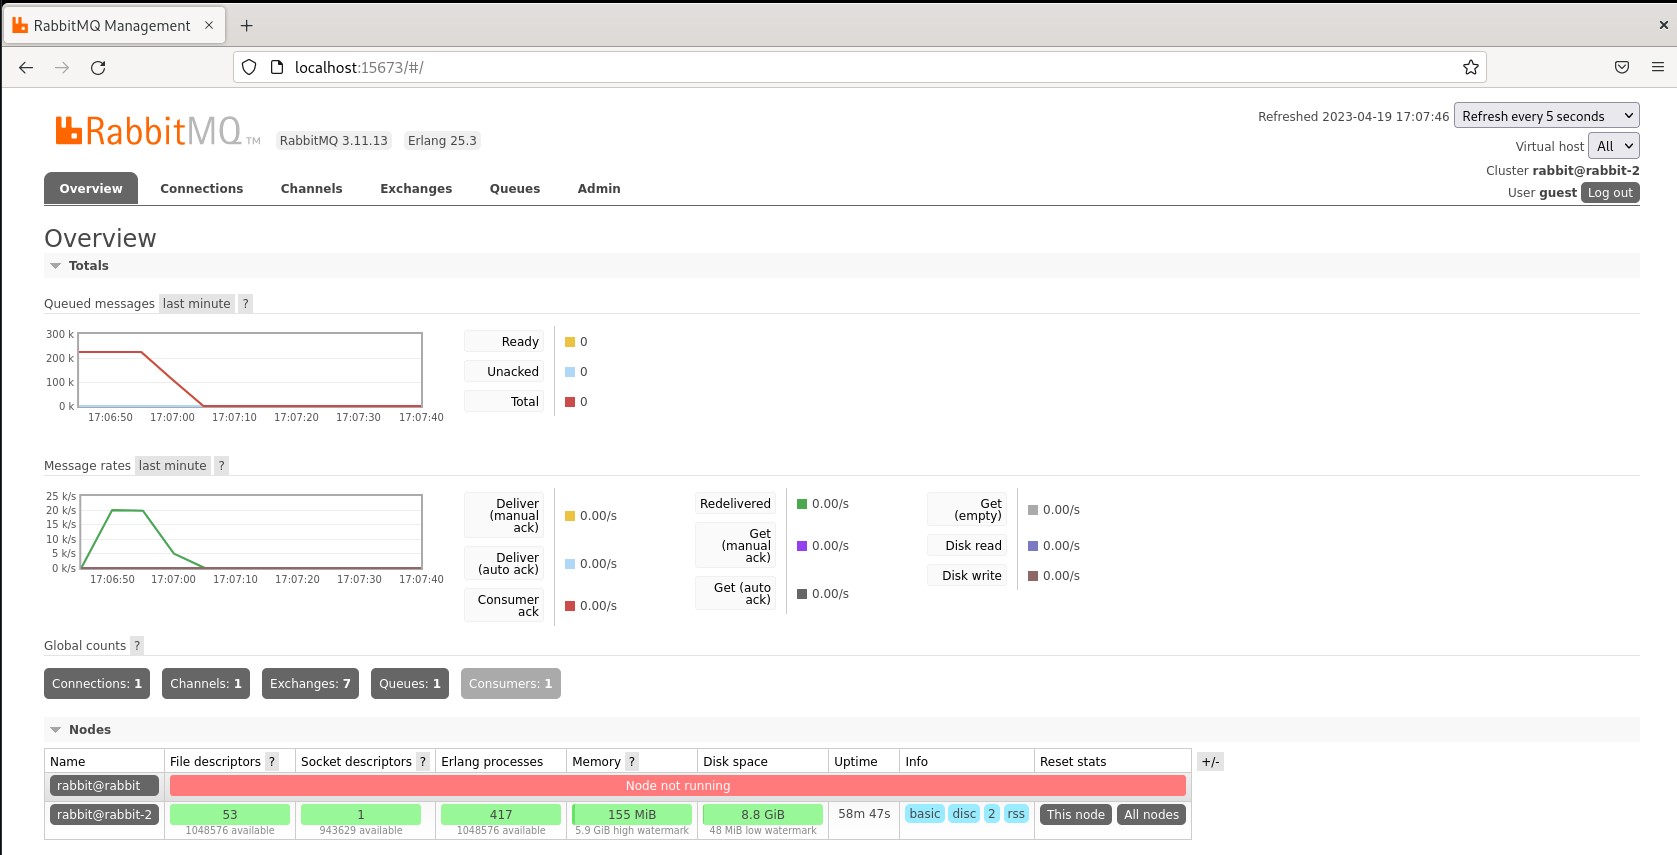 RabbitMQ Management
localhost:15673/#/
RabbitMQ TM
RabbitMQ 3.11.13
Erlang 25.3
Refreshed 2023-04-19 17:07:46
Refresh every 5 seconds
Virtual host
All
Cluster rabbit@rabbit-2
User guest
Log out
Overview
Connections
Channels
Exchanges
Queues
Admin
Overview
Totals
Queued messages last minute ?
300 k
200 k
100 k
0 k
17:06:50 17:07:00 17:07:10 17:07:20 17:07:30 17:07:40
Ready 0
Unacked 0
Total 0
Message rates last minute ?
25 k/s
20 k/s
15 k/s
10 k/s
5 k/s
0 k/s
17:06:50 17:07:00 17:07:10 17:07:20 17:07:30 17:07:40
Deliver
(manual
ack)
0.00/s
Deliver
(auto ack)
0.00/s
Consumer
ack
0.00/s
Redelivered 0.00/s
Get
(manual
ack)
0.00/s
Get (auto
ack)
0.00/s
Get
(empty)
0.00/s
Disk read 0.00/s
Disk write 0.00/s
Global counts ?
Connections: 1
Channels: 1
Exchanges: 7
Queues: 1
Consumers: 1
Nodes
Name File descriptors ? Socket descriptors ? Erlang processes Memory ? Disk space Uptime Info Reset stats +/-
rabbit@rabbit Node not running
rabbit@rabbit-2 53 1 417 155 MiB 8.8 GiB 58m 47s basic disc 2 rss This node All nodes
1048576 available 943629 available 1048576 available 5.9 GiB high watermark 48 MiB low watermark